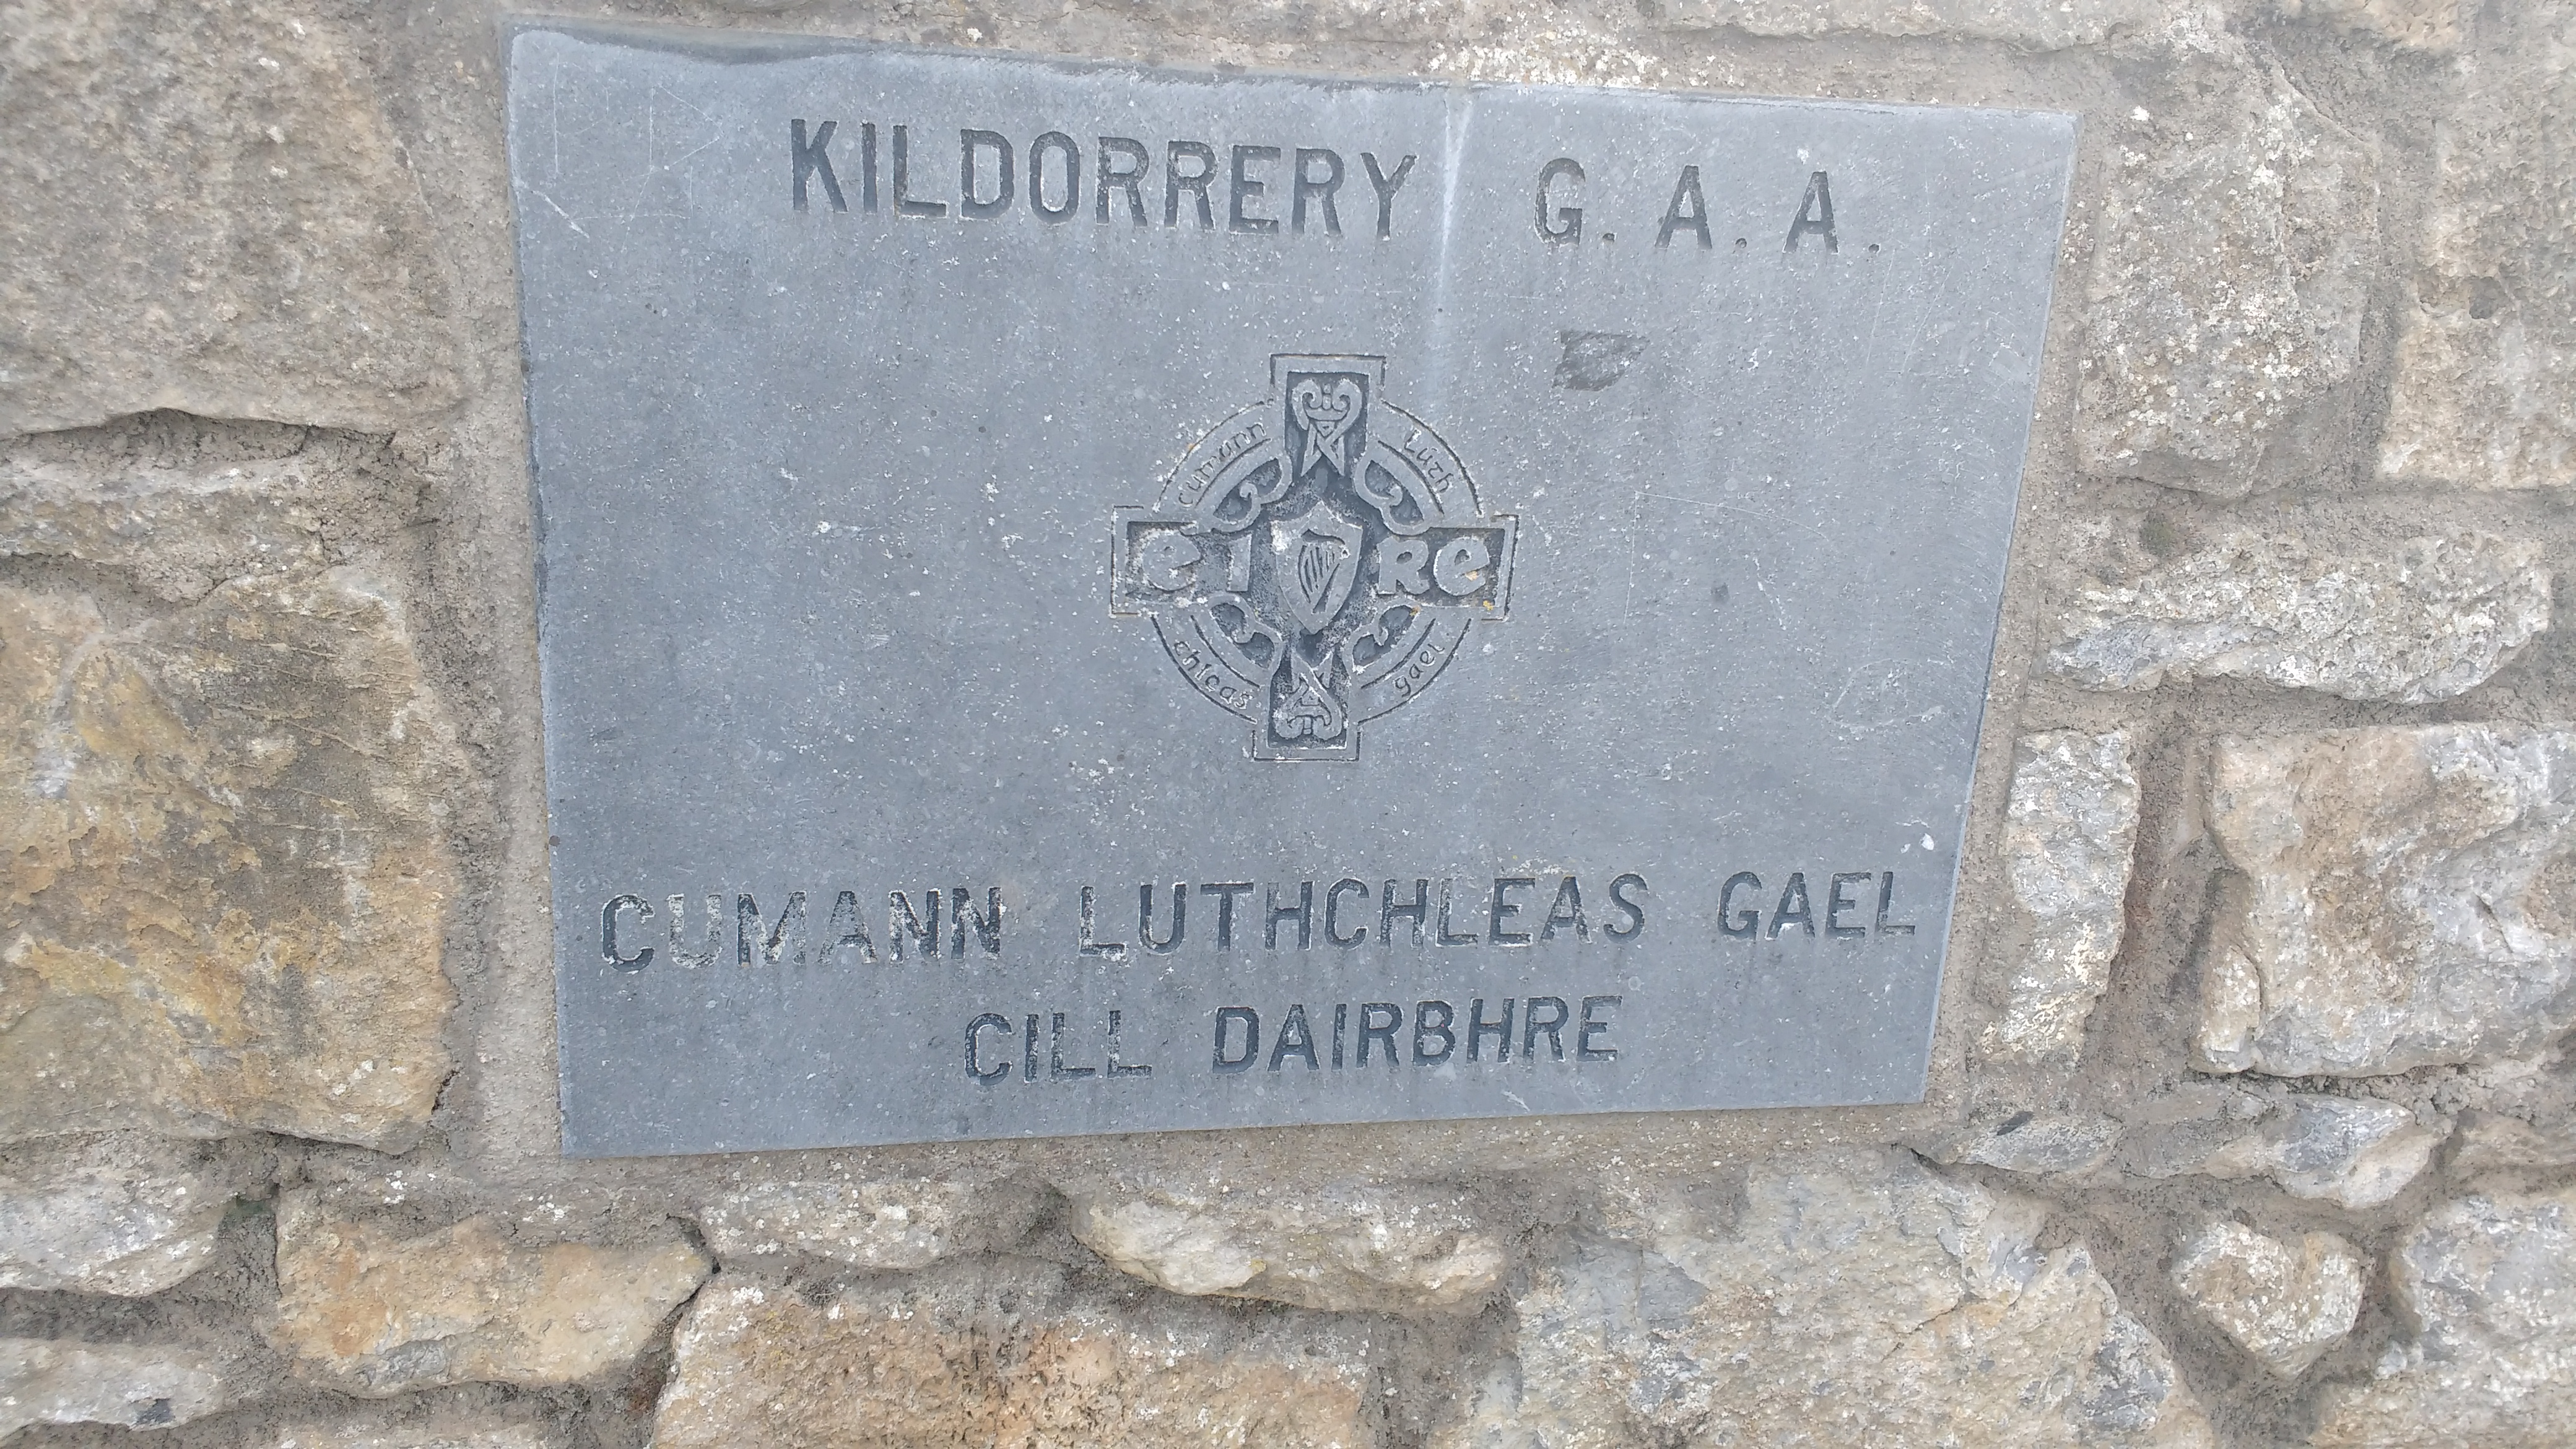 KILDORRERY G.A.A.
Cumann Luth
eiRe
chleas gael
CUMANN LUTHCHLEAS GAEL
CILL DAIRBHRE